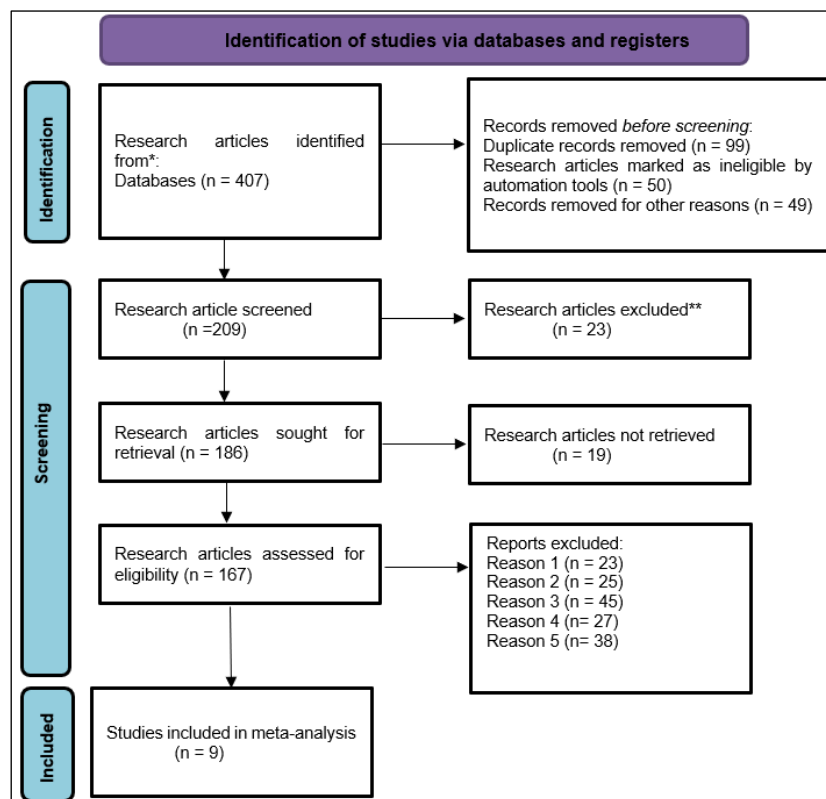 Identification of studies via databases and registers
Identification
Research articles identified
from*:
Databases (n = 407)
Records removed before screening:
Duplicate records removed (n = 99)
Research articles marked as ineligible by
automation tools (n = 50)
Records removed for other reasons (n = 49)
Screening
Research article screened
(n =209)
Research articles excluded**
(n = 23)
Research articles sought for
retrieval (n = 186)
Research articles not retrieved
(n = 19)
Research articles assessed for
eligibility (n = 167)
Reports excluded:
Reason 1 (n = 23)
Reason 2 (n = 25)
Reason 3 (n = 45)
Reason 4 (n= 27)
Reason 5 (n= 38)
Included
Studies included in meta-analysis
(n = 9)